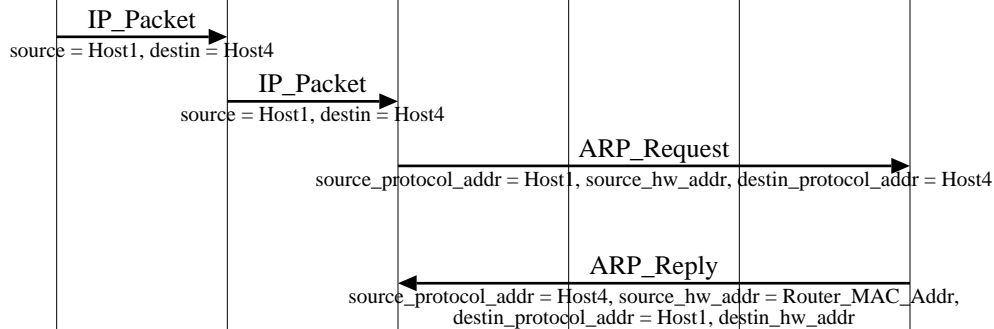 IP_Packet
source = Host1, destin = Host4
IP_Packet
source = Host1, destin = Host4
ARP_Request
source_protocol_addr = Host1, source_hw_addr, destin_protocol_addr = Host4
ARP_Reply
source_protocol_addr = Host4, source_hw_addr = Router_MAC_Addr,
destin_protocol_addr = Host1, destin_hw_addr